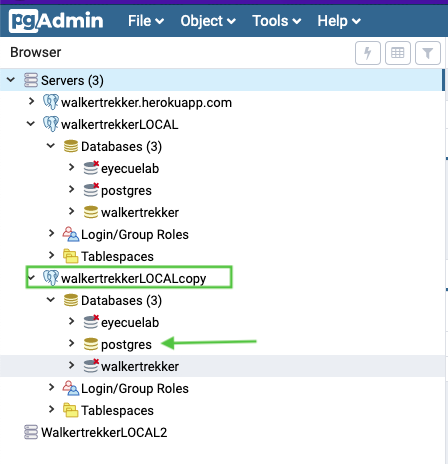 pgAdmin File Object Tools Help
Browser
Servers (3)
walkertrekker.herokuapp.com
walkertrekkerLOCAL
Databases (3)
eyecuelab
postgres
walkertrekker
Login/Group Roles
Tablespaces
walkertrekkerLOCALcopy
Databases (3)
eyecuelab
postgres
walkertrekker
Login/Group Roles
Tablespaces
WalkertrekkerLOCAL2